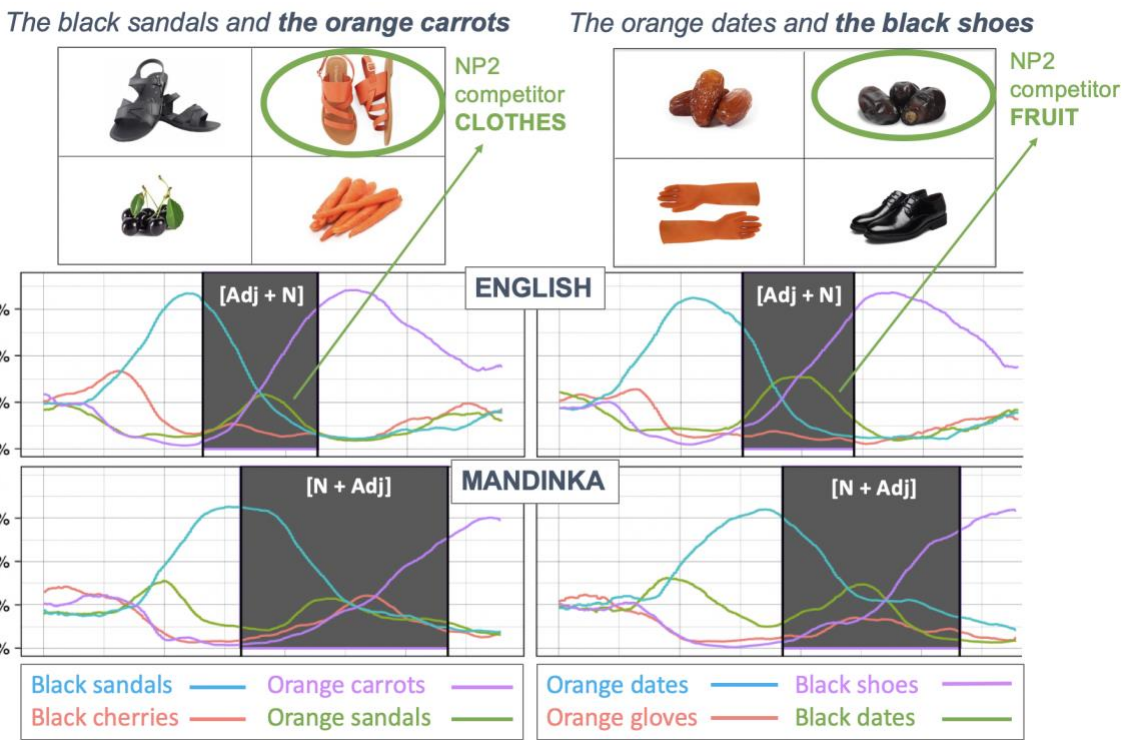 The black sandals and the orange carrots
The orange dates and the black shoes
NP2
competitor
CLOTHES
NP2
competitor
FRUIT
ENGLISH
[Adj + N]
[Adj + N]
%
%
%
%
MANDINKA
[N + Adj]
[N + Adj]
%
%
%
%
Black sandals
Orange carrots
Black cherries
Orange sandals
Orange dates
Black shoes
Orange gloves
Black dates